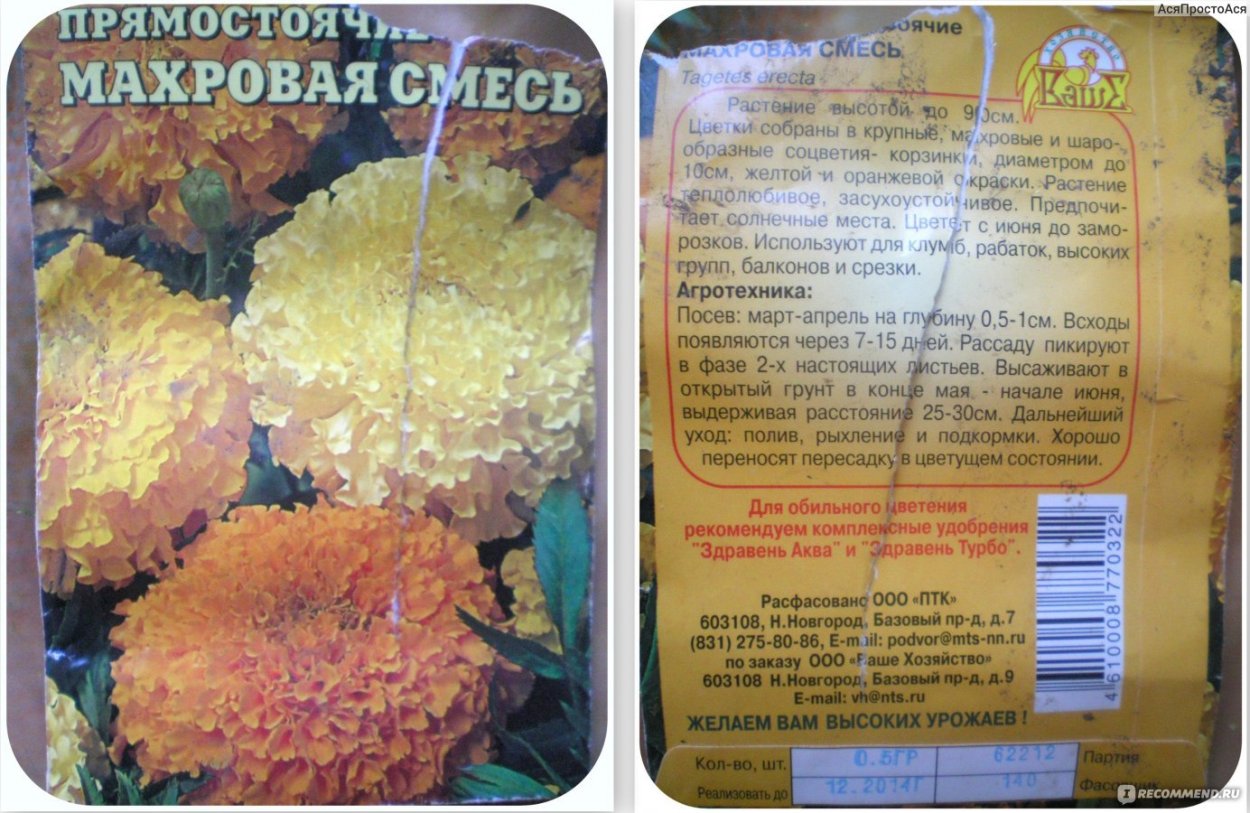 ПРЯМОСТОЯЧИЕ
МАХРОВАЯ СМЕСЬ
АсяПростоАся
оячие
МАХРОВАЯ СМЕСЬ
Tagetes erecta
ХОЗЯЙСТВО
ВАШЕ
Растение высотой до 90см.
Цветки собраны в крупные, махровые и шаро-
образные соцветия- корзинки, диаметром до
10см, желтой и оранжевой окраски. Растение
теплолюбивое, засухоустойчивое. Предпочи-
тает солнечные места. Цветет с июня до замо-
розков. Используют для клумб, рабаток, высоких
групп, балконов и срезки.
Агротехника:
Посев: март-апрель на глубину 0,5-1см. Всходы
появляются через 7-15 дней. Рассаду пикируют
в фазе 2-х настоящих листьев. Высаживают в
открытый грунт в конце мая - начале июня,
выдерживая расстояние 25-30см. Дальнейший
уход: полив, рыхление и подкормки. Хорошо
переносят пересадку в цветущем состоянии.
Для обильного цветения
рекомендуем комплексные удобрения
"Здравень Аква" и "Здравень Турбо".
Расфасовано ООО «ПТК»
603108, Н.Новгород, Базовый пр-д, д.7
(831) 275-80-86, E-mail: podvor@mts-nn.ru
по заказу ООО «Ваше Хозяйство»
603108 Н.Новгород, Базовый пр-д, д.9
E-mail: vh@nts.ru
ЖЕЛАЕМ ВАМ ВЫСОКИХ УРОЖАЕВ !
4610008770322
Кол-во, шт. 0.5ГР 62212 Партия
Реализовать до 12.2014Г 140 Фасовщик
IRECOMMEND.RU